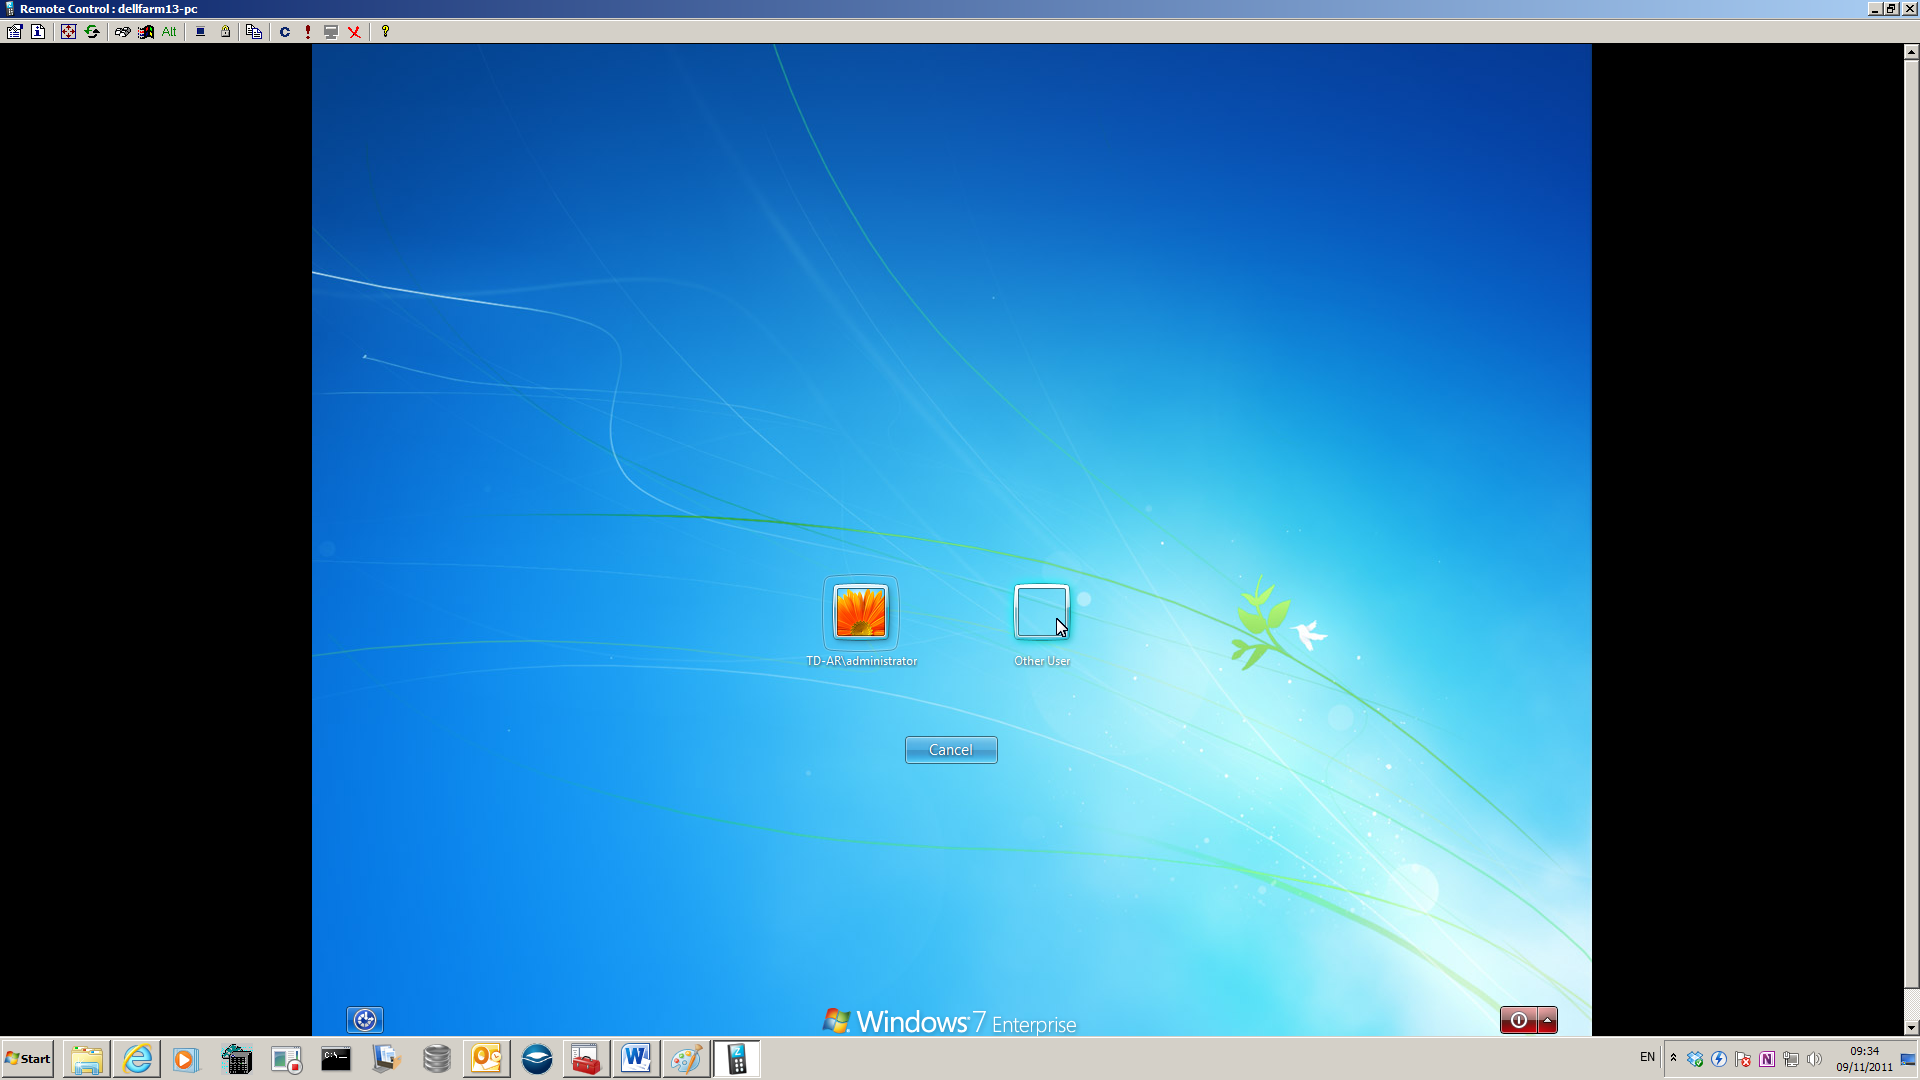 Remote Control : dellfarm13-pc
Alt
TD-AR\administrator
Other User
Cancel
Windows 7 Enterprise
Start
EN
09:34
09/11/2011